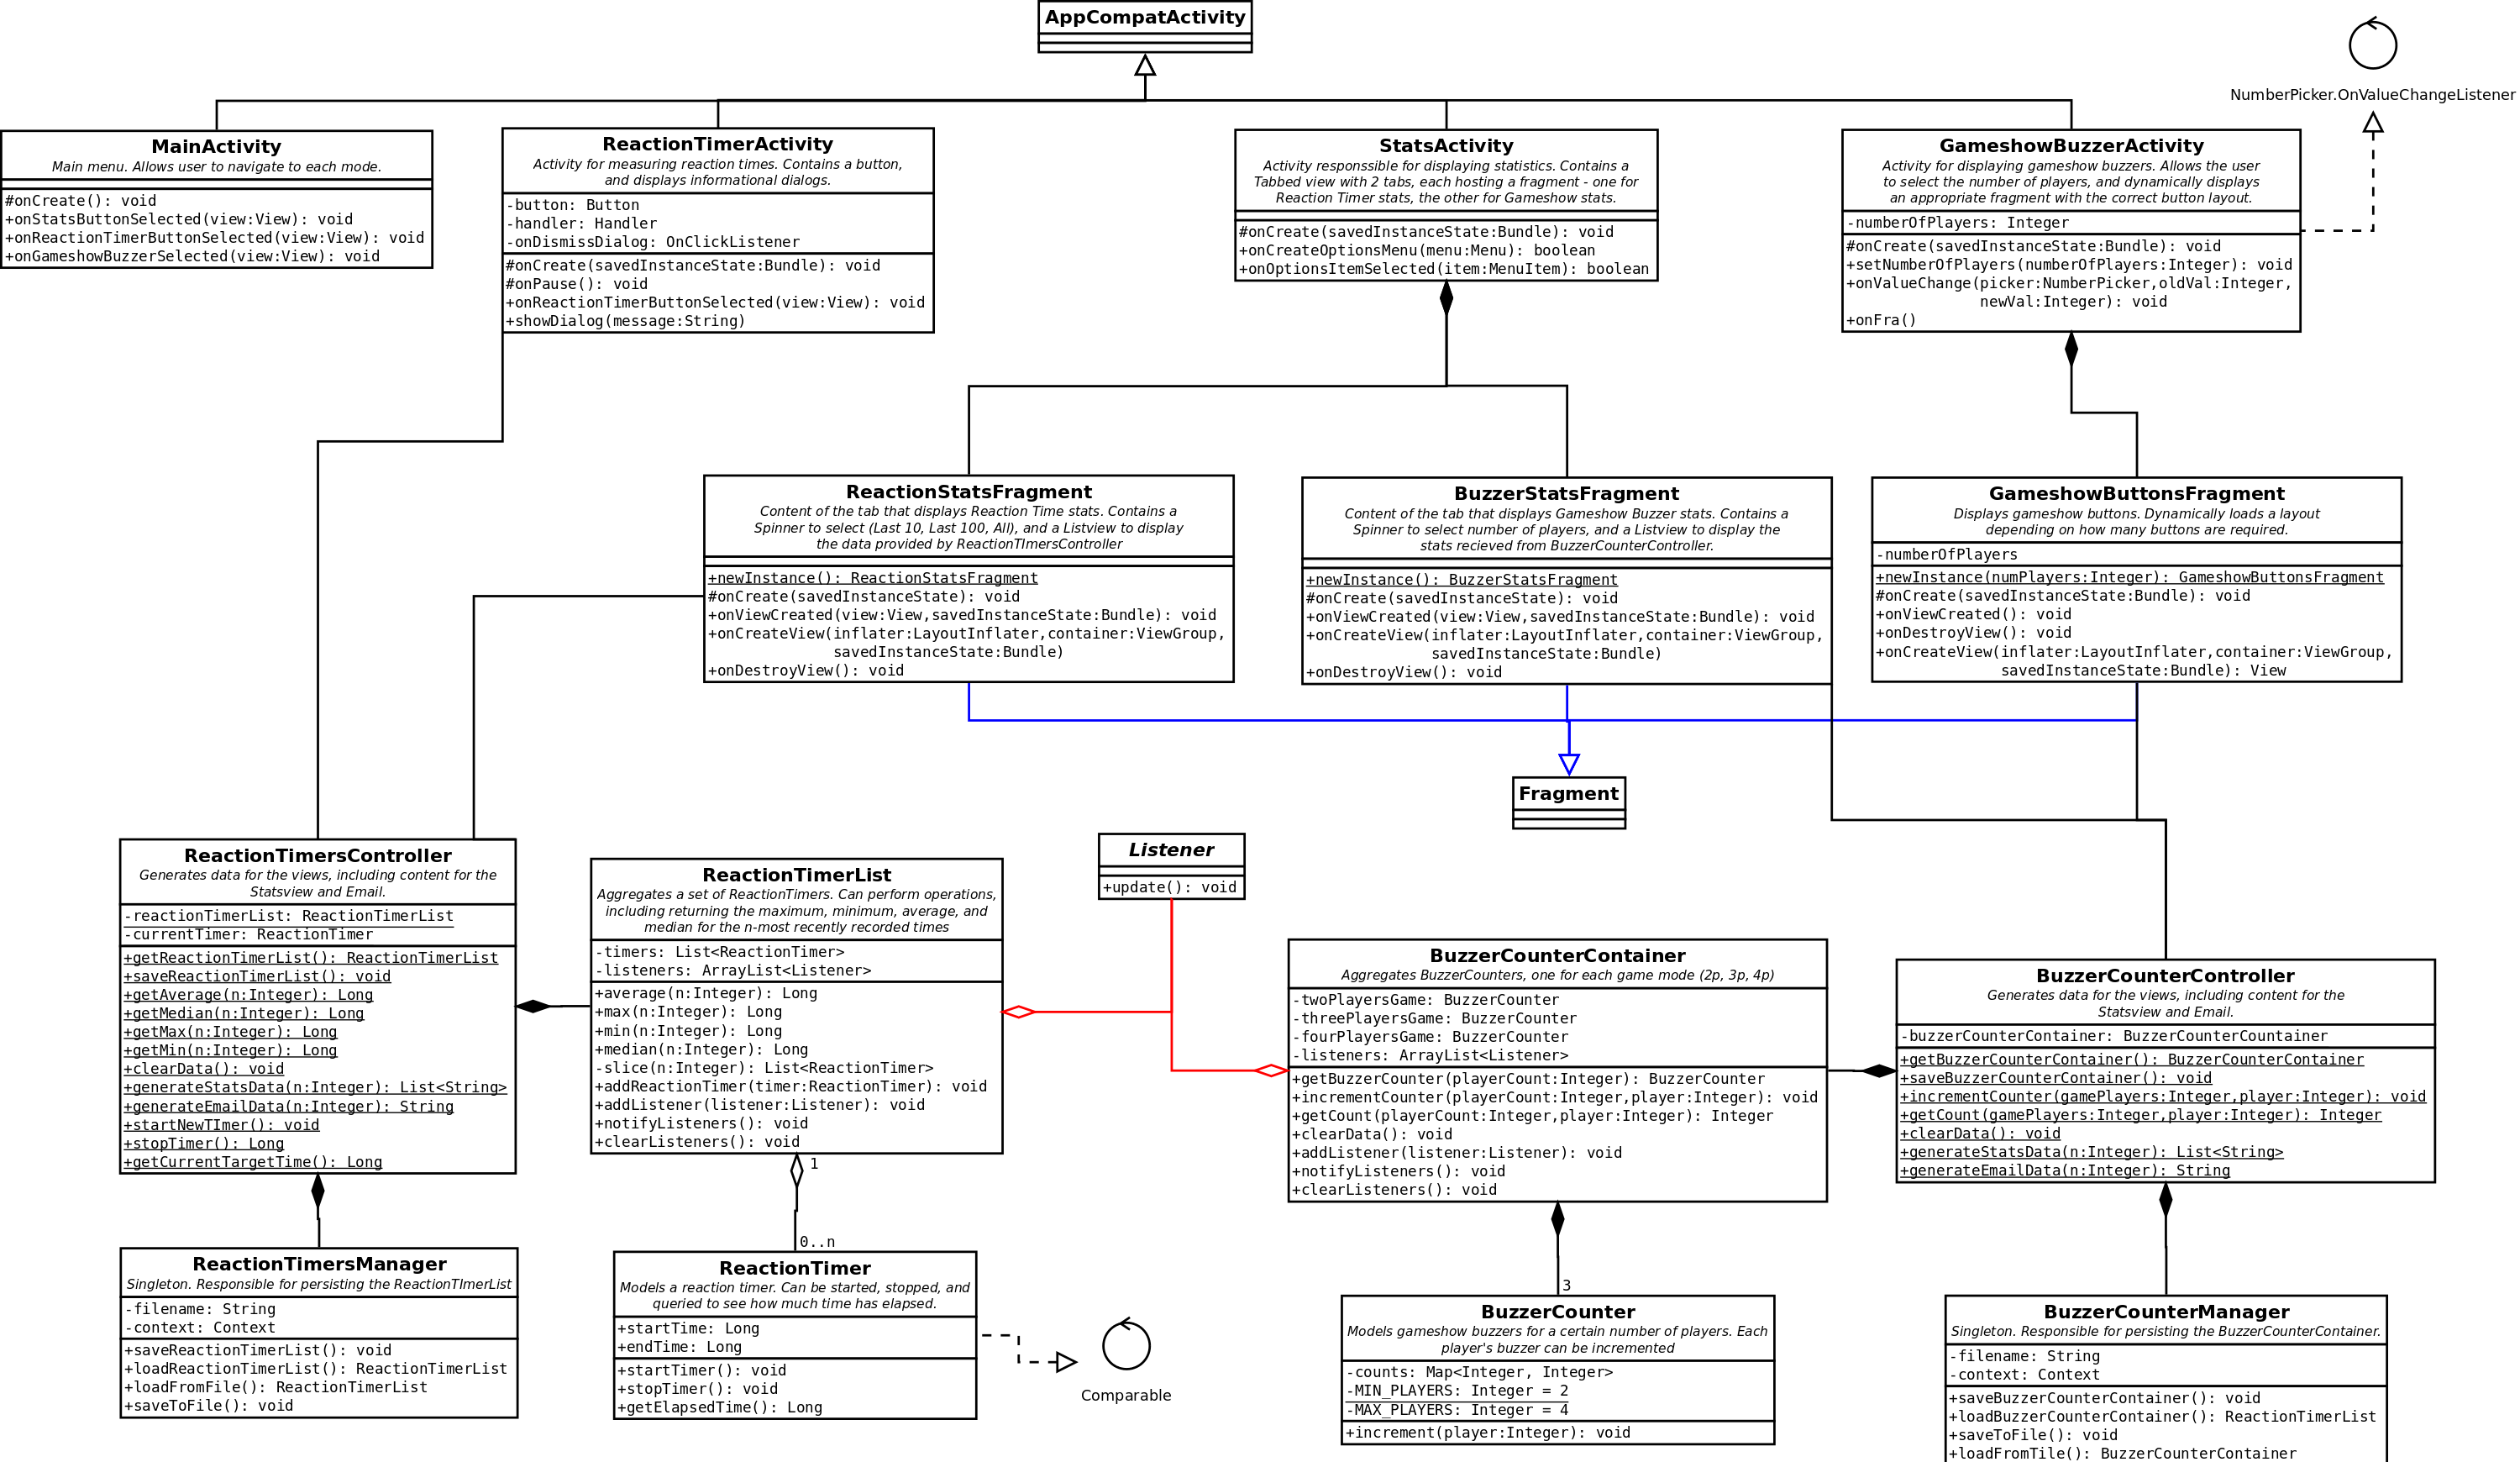 AppCompatActivity
NumberPicker.OnValueChangeListener
MainActivity
Main menu. Allows user to navigate to each mode.
#onCreate(): void
+onStatsButtonSelected(view:View): void
+onReactionTimerButtonSelected(view:View): void
+onGameshowBuzzerSelected(view:View): void
ReactionTimerActivity
Activity for measuring reaction times. Contains a button,
and displays informational dialogs.
-button: Button
-handler: Handler
-onDismissDialog: OnClickListener
#onCreate(savedInstanceState:Bundle): void
#onPause(): void
+onReactionTimerButtonSelected(view:View): void
+showDialog(message:String)
StatsActivity
Activity responssible for displaying statistics. Contains a
Tabbed view with 2 tabs, each hosting a fragment - one for
Reaction Timer stats, the other for Gameshow stats.
#onCreate(savedInstanceState:Bundle): void
+onCreateOptionsMenu(menu:Menu): boolean
+onOptionsItemSelected(item:MenuItem): boolean
GameshowBuzzerActivity
Activity for displaying gameshow buzzers. Allows the user
to select the number of players, and dynamically displays
an appropriate fragment with the correct button layout.
-numberOfPlayers: Integer
#onCreate(savedInstanceState:Bundle): void
+setNumberOfPlayers(numberOfPlayers:Integer): void
+onValueChange(picker:NumberPicker,oldVal:Integer,
newVal:Integer): void
+onFra()
ReactionStatsFragment
Content of the tab that displays Reaction Time stats. Contains a
Spinner to select (Last 10, Last 100, All), and a Listview to display
the data provided by ReactionTImersController
+newInstance(): ReactionStatsFragment
#onCreate(savedInstanceState): void
+onViewCreated(view:View,savedInstanceState:Bundle): void
+onCreateView(inflater:LayoutInflater,container:ViewGroup,
savedInstanceState:Bundle)
+onDestroyView(): void
BuzzerStatsFragment
Content of the tab that displays Gameshow Buzzer stats. Contains a
Spinner to select number of players, and a Listview to display the
stats recieved from BuzzerCounterController.
+newInstance(): BuzzerStatsFragment
#onCreate(savedInstanceState): void
+onViewCreated(view:View,savedInstanceState:Bundle): void
+onCreateView(inflater:LayoutInflater,container:ViewGroup,
savedInstanceState:Bundle)
+onDestroyView(): void
GameshowButtonsFragment
Displays gameshow buttons. Dynamically loads a layout
depending on how many buttons are required.
-numberOfPlayers
+newInstance(numPlayers:Integer): GameshowButtonsFragment
#onCreate(savedInstanceState:Bundle): void
+onViewCreated(): void
+onDestroyView(): void
+onCreateView(inflater:LayoutInflater,container:ViewGroup,
savedInstanceState:Bundle): View
Fragment
ReactionTimersController
Generates data for the views, including content for the
Statsview and Email.
-reactionTimerList: ReactionTimerList
-currentTimer: ReactionTimer
+getReactionTimerList(): ReactionTimerList
+saveReactionTimerList(): void
+getAverage(n:Integer): Long
+getMedian(n:Integer): Long
+getMax(n:Integer): Long
+getMin(n:Integer): Long
+clearData(): void
+generateStatsData(n:Integer): List<String>
+generateEmailData(n:Integer): String
+startNewTImer(): void
+stopTimer(): Long
+getCurrentTargetTime(): Long
ReactionTimerList
Aggregates a set of ReactionTimers. Can perform operations,
including returning the maximum, minimum, average, and
median for the n-most recently recorded times
-timers: List<ReactionTimer>
-listeners: ArrayList<Listener>
+average(n:Integer): Long
+max(n:Integer): Long
+min(n:Integer): Long
+median(n:Integer): Long
-slice(n:Integer): List<ReactionTimer>
+addReactionTimer(timer:ReactionTimer): void
+addListener(listener:Listener): void
+notifyListeners(): void
+clearListeners(): void
1
0..n
Listener
+update(): void
BuzzerCounterContainer
Aggregates BuzzerCounters, one for each game mode (2p, 3p, 4p)
-twoPlayersGame: BuzzerCounter
-threePlayersGame: BuzzerCounter
-fourPlayersGame: BuzzerCounter
-listeners: ArrayList<Listener>
+getBuzzerCounter(playerCount:Integer): BuzzerCounter
+incrementCounter(playerCount:Integer,player:Integer): void
+getCount(playerCount:Integer,player:Integer): Integer
+clearData(): void
+addListener(listener:Listener): void
+notifyListeners(): void
+clearListeners(): void
3
BuzzerCounterController
Generates data for the views, including content for the
Statsview and Email.
-buzzerCounterContainer: BuzzerCounterCountainer
+getBuzzerCounterContainer(): BuzzerCounterContainer
+saveBuzzerCounterContainer(): void
+incrementCounter(gamePlayers:Integer,player:Integer): void
+getCount(gamePlayers:Integer,player:Integer): Integer
+clearData(): void
+generateStatsData(n:Integer): List<String>
+generateEmailData(n:Integer): String
ReactionTimersManager
Singleton. Responsible for persisting the ReactionTImerList
-filename: String
-context: Context
+saveReactionTimerList(): void
+loadReactionTimerList(): ReactionTimerList
+loadFromFile(): ReactionTimerList
+saveToFile(): void
ReactionTimer
Models a reaction timer. Can be started, stopped, and
queried to see how much time has elapsed.
+startTime: Long
+endTime: Long
+startTimer(): void
+stopTimer(): void
+getElapsedTime(): Long
Comparable
BuzzerCounter
Models gameshow buzzers for a certain number of players. Each
player's buzzer can be incremented
-counts: Map<Integer, Integer>
-MIN_PLAYERS: Integer = 2
-MAX_PLAYERS: Integer = 4
+increment(player:Integer): void
BuzzerCounterManager
Singleton. Responsible for persisting the BuzzerCounterContainer.
-filename: String
-context: Context
+saveBuzzerCounterContainer(): void
+loadBuzzerCounterContainer(): ReactionTimerList
+saveToFile(): void
+loadFromTile(): BuzzerCounterContainer